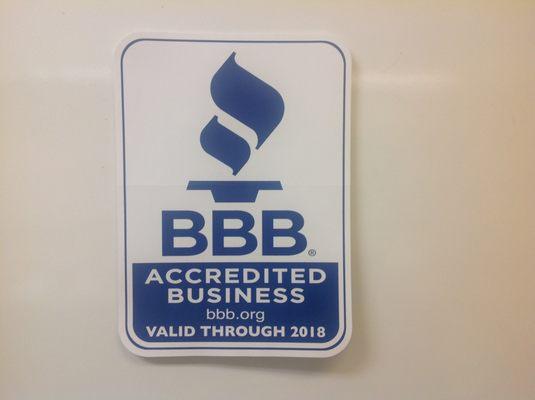 BBB®
ACCREDITED
BUSINESS
bbb.org
VALID THROUGH 2018